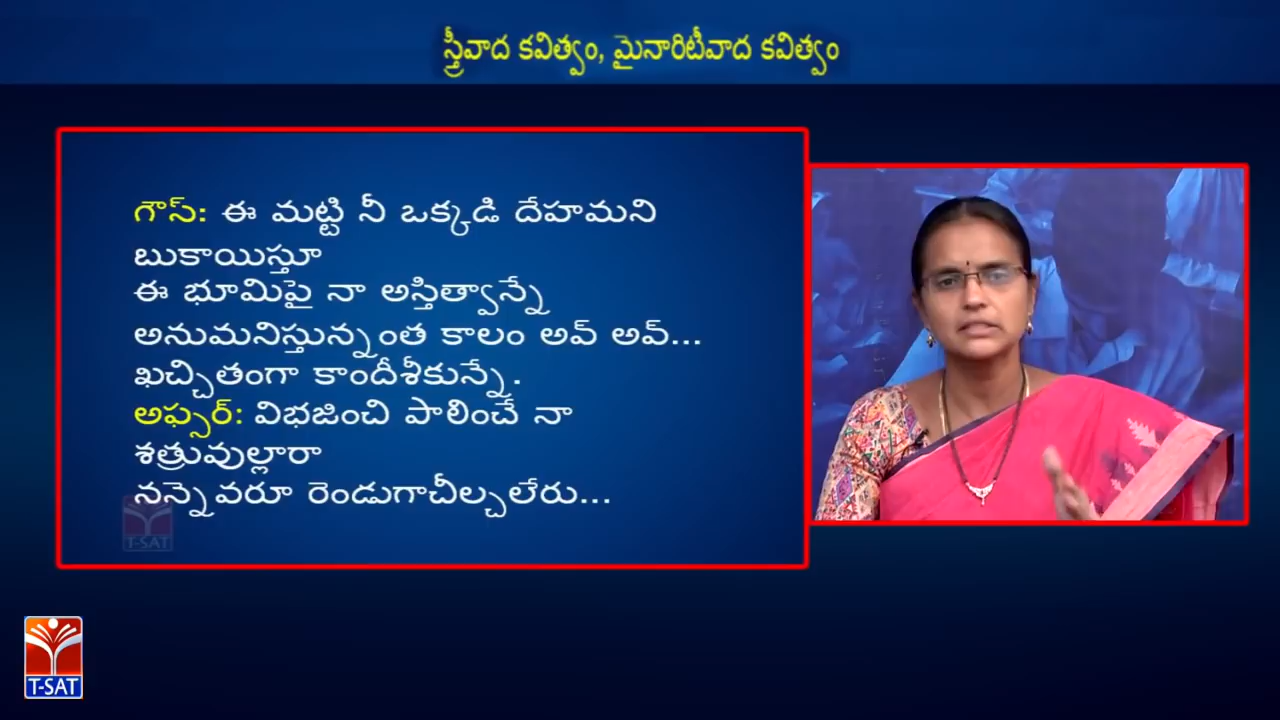 స్త్రీవాద కవిత్వం, మైనారిటీవాద కవిత్వం
గౌస్: ఈ మట్టి నీ ఒక్కడి దేహమని
బుకాయిస్తూ
ఈ భూమిపై నా అస్తిత్వాన్నే
అనుమనిస్తున్నంత కాలం అవ్ అవ్...
ఖచ్చితంగా కాందీశీకున్నే.
అఫ్సర్: విభజించి పాలించే నా
శత్రువుల్లారా
నన్నెవరూ రెండుగాచీల్చలేరు...
T-SAT
T-SAT